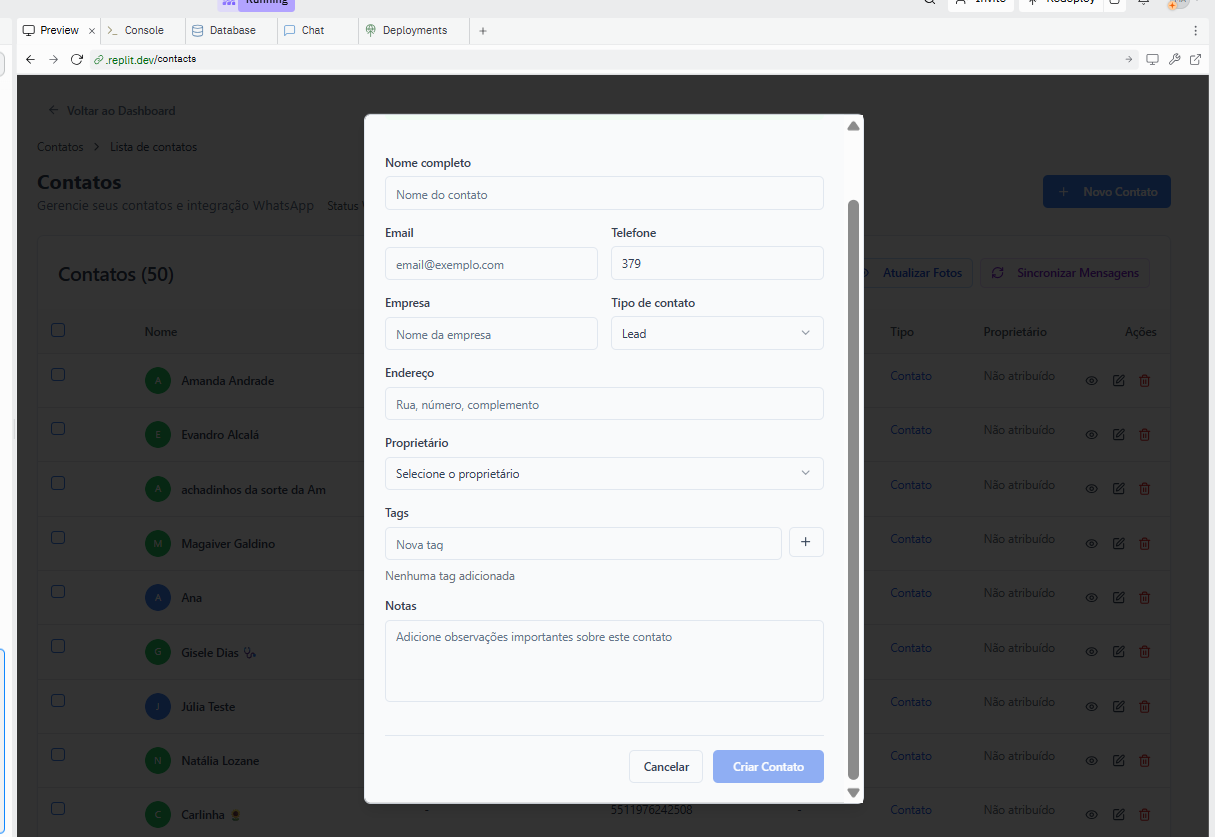 Running
Invite
Redeploy
Preview
Console
Database
Chat
Deployments
.replit.dev/contacts
Voltar ao Dashboard
Contatos > Lista de contatos
Contatos
Gerencie seus contatos e integração WhatsApp Status
Novo Contato
Contatos (50)
Atualizar Fotos
Sincronizar Mensagens
Nome
Tipo
Proprietário
Ações
A Amanda Andrade Contato Não atribuído
E Evandro Alcalá Contato Não atribuído
A achadinhos da sorte da Am Contato Não atribuído
M Magaiver Galdino Contato Não atribuído
A Ana Contato Não atribuído
G Gisele Dias 🩺 Contato Não atribuído
J Júlia Teste Contato Não atribuído
N Natália Lozane Contato Não atribuído
C Carlinha 🌻 - 5511976242508 - Contato Não atribuído
Nome completo
Nome do contato
Email
Telefone
email@exemplo.com
379
Empresa
Tipo de contato
Nome da empresa
Lead
Endereço
Rua, número, complemento
Proprietário
Selecione o proprietário
Tags
Nova tag
+
Nenhuma tag adicionada
Notas
Adicione observações importantes sobre este contato
Cancelar
Criar Contato